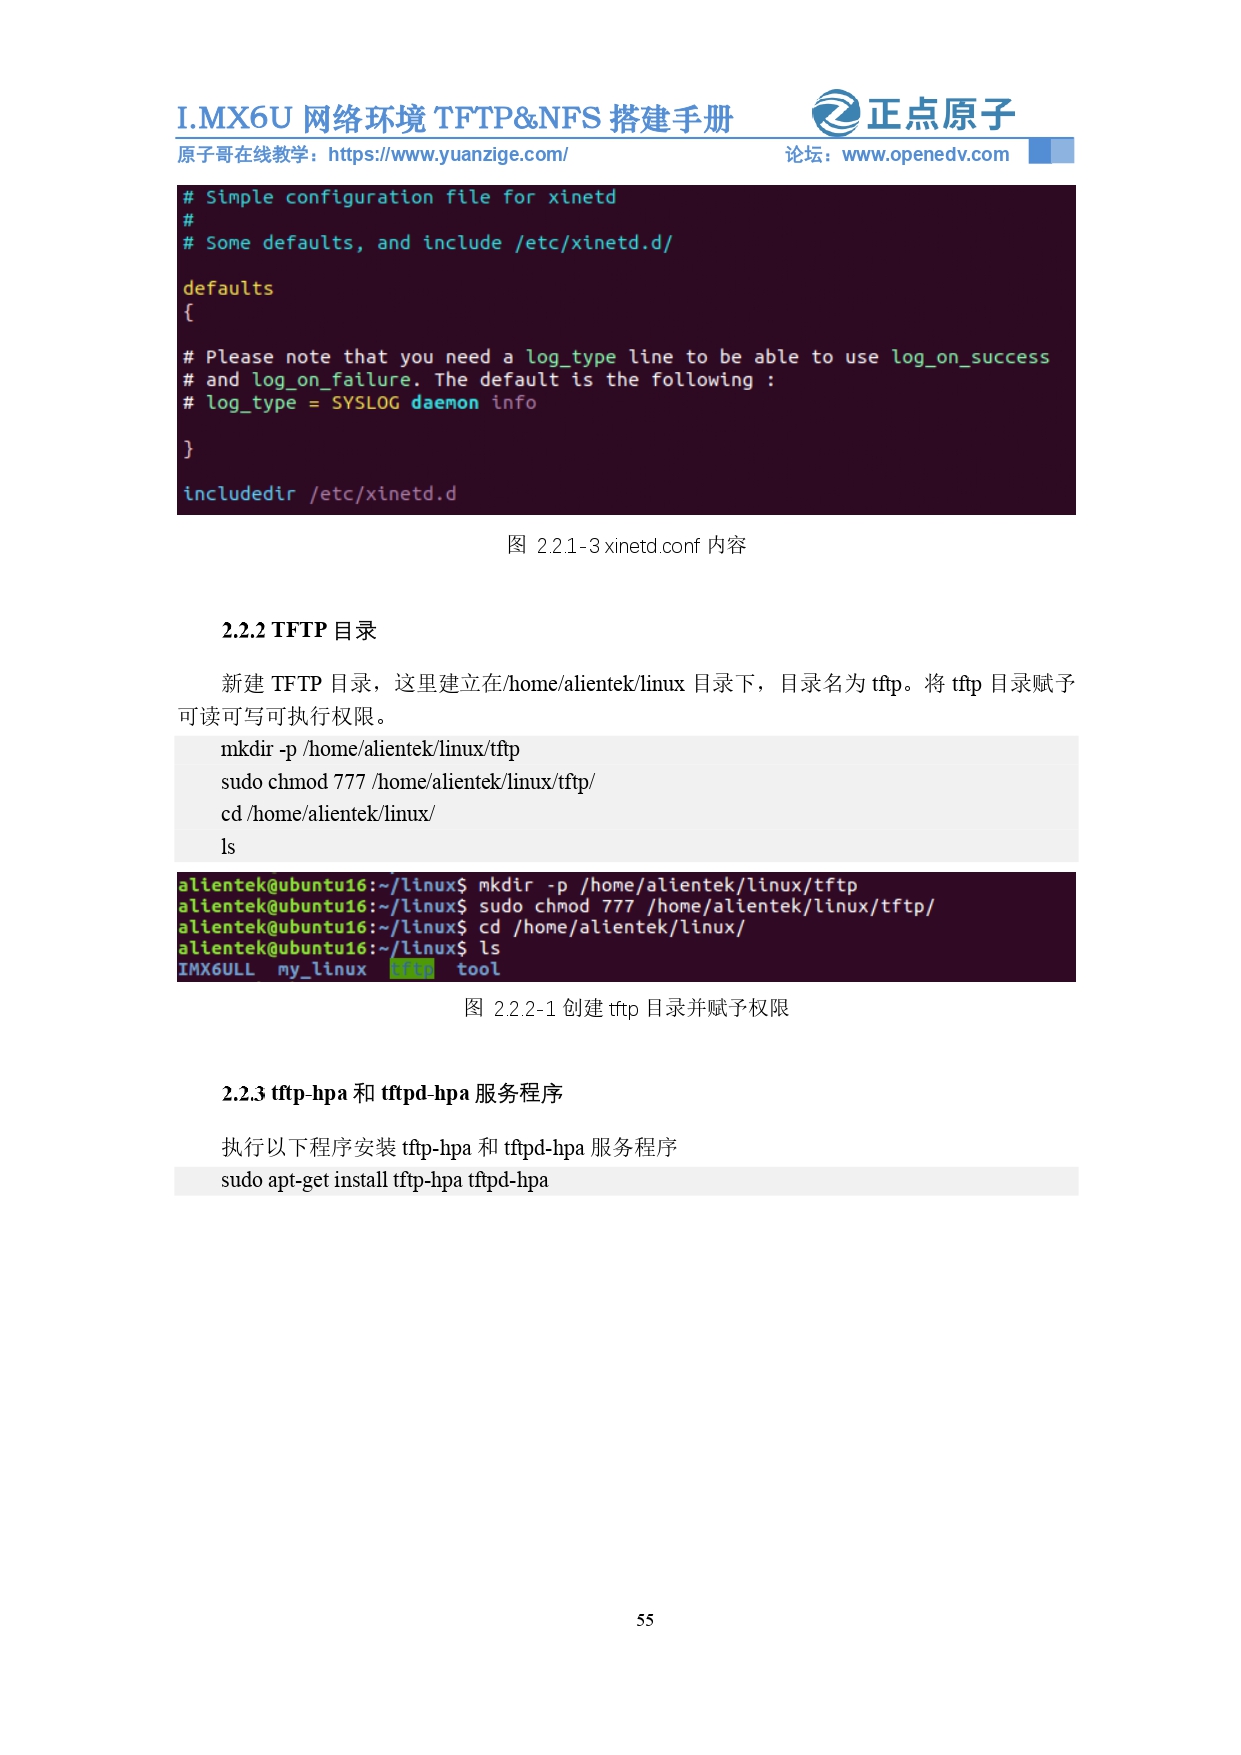 I.MX6U 网络环境 TFTP&NFS 搭建手册
正点原子
原子哥在线教学：https://www.yuanzige.com/
论坛：www.openedv.com
# Simple configuration file for xinetd
#
# Some defaults, and include /etc/xinetd.d/
defaults
{
# Please note that you need a log_type line to be able to use log_on_success
# and log_on_failure. The default is the following :
# log_type = SYSLOG daemon info
}
includedir /etc/xinetd.d
图 2.2.1-3 xinetd.conf 内容
2.2.2 TFTP 目录
新建 TFTP 目录，这里建立在/home/alientek/linux 目录下，目录名为 tftp。将 tftp 目录赋予
可读可写可执行权限。
mkdir -p /home/alientek/linux/tftp
sudo chmod 777 /home/alientek/linux/tftp/
cd /home/alientek/linux/
ls
alientek@ubuntu16:~/linux$ mkdir -p /home/alientek/linux/tftp
alientek@ubuntu16:~/linux$ sudo chmod 777 /home/alientek/linux/tftp/
alientek@ubuntu16:~/linux$ cd /home/alientek/linux/
alientek@ubuntu16:~/linux$ ls
IMX6ULL my_linux tftp tool
图 2.2.2-1 创建 tftp 目录并赋予权限
2.2.3 tftp-hpa 和 tftpd-hpa 服务程序
执行以下程序安装 tftp-hpa 和 tftpd-hpa 服务程序
sudo apt-get install tftp-hpa tftpd-hpa
55